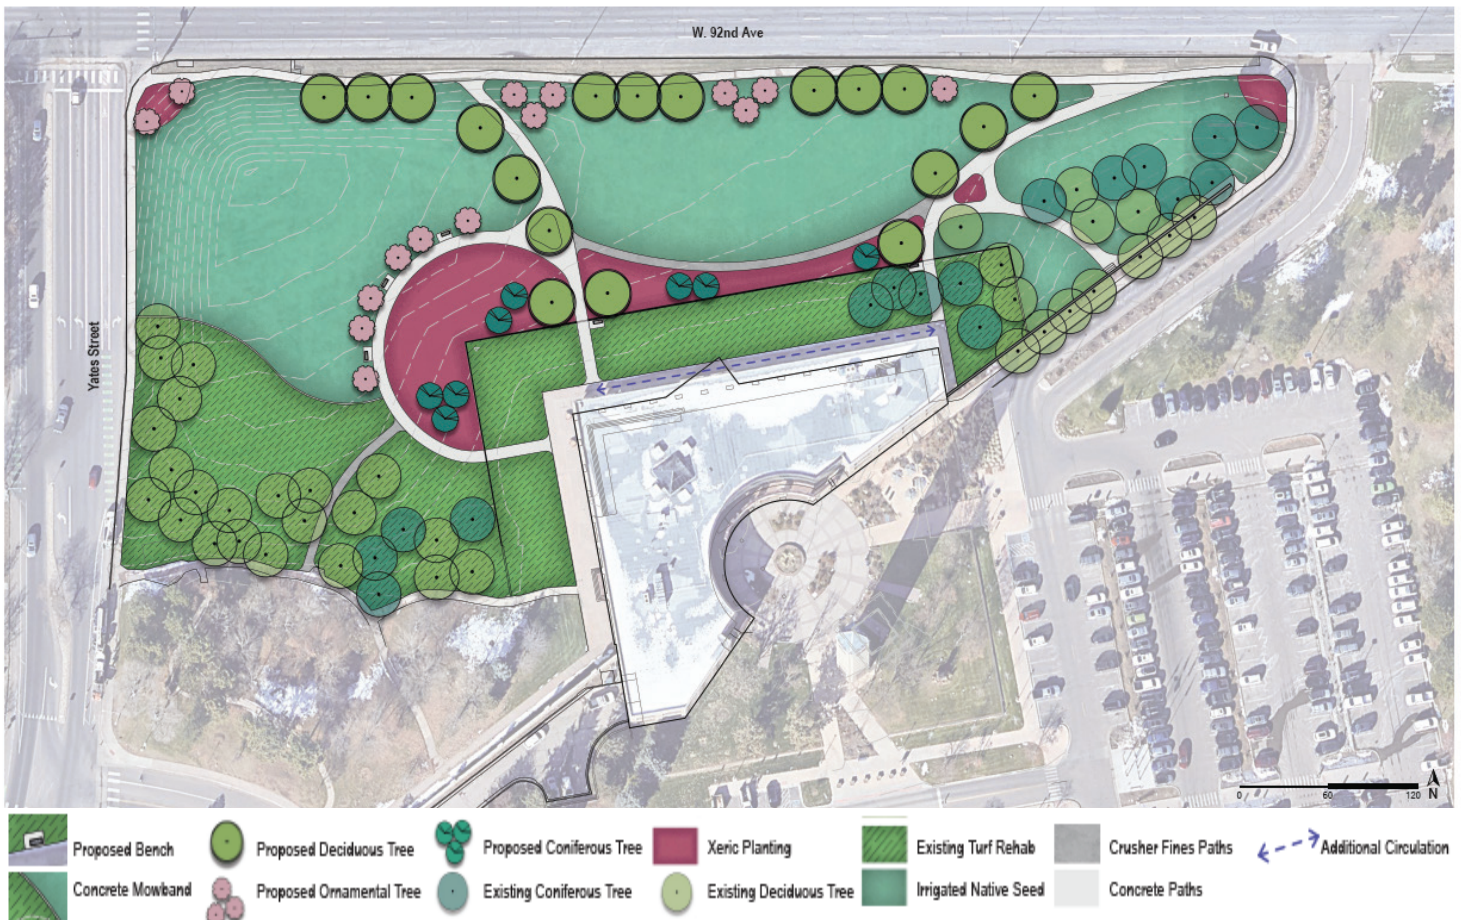 W. 92nd Ave
Yates Street
A
N
0 60 120
Proposed Bench
Proposed Deciduous Tree
Proposed Coniferous Tree
Xeric Planting
Existing Turf Rehab
Crusher Fines Paths
Additional Circulation
Concrete Mowband
Proposed Ornamental Tree
Existing Coniferous Tree
Existing Deciduous Tree
Irrigated Native Seed
Concrete Paths